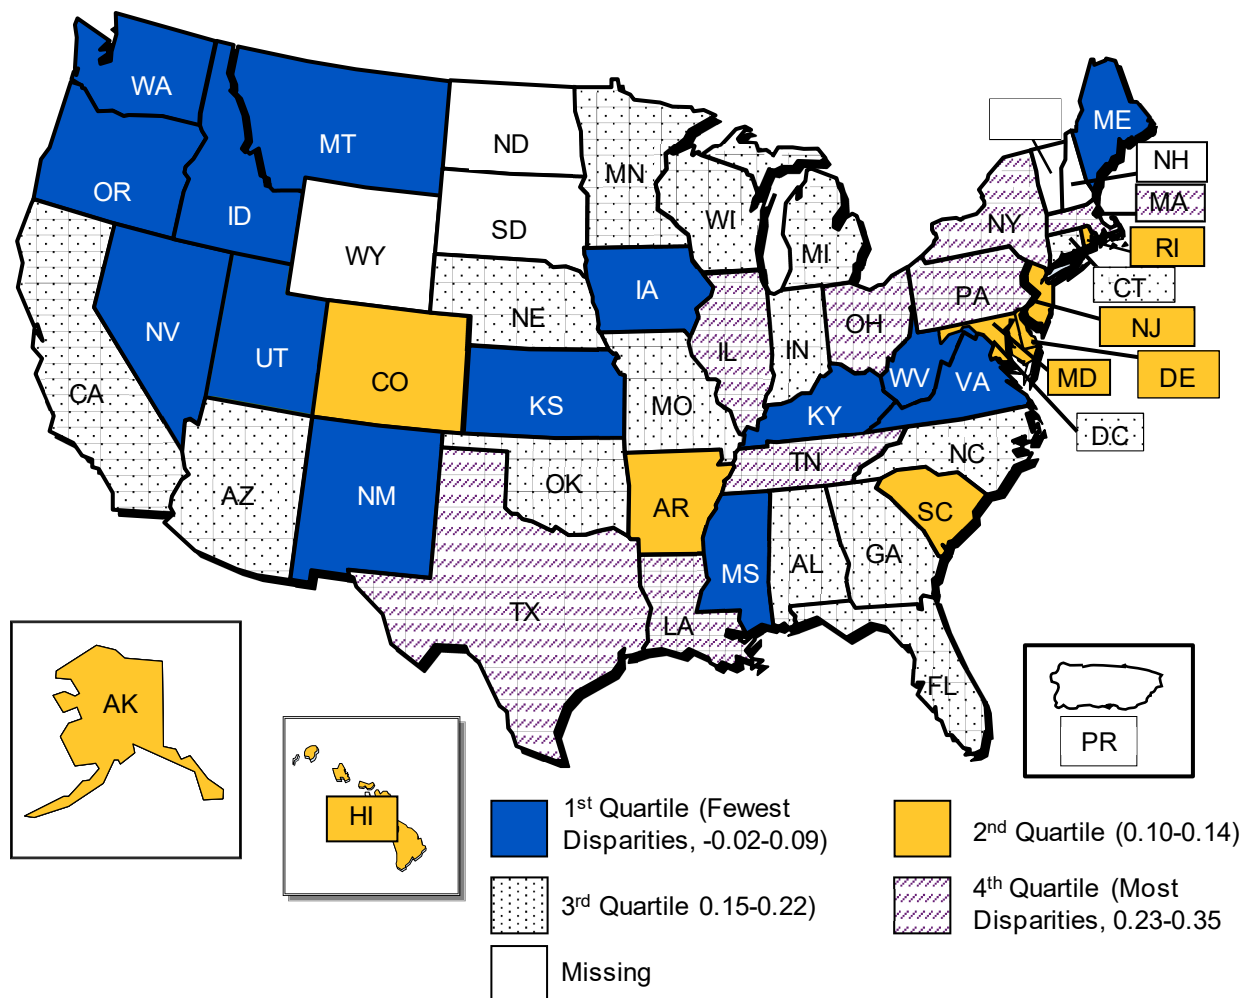 WA
MT
ND
MN
ME
NH
OR
ID
SD
WI
MA
NY
WY
MI
RI
IA
PA
CT
NE
NV
OH
NJ
UT
IL
IN
CO
WV
VA
MD
DE
CA
KS
MO
KY
DC
TN
NC
AZ
NM
OK
AR
SC
MS
AL
GA
TX
LA
FL
AK
PR
HI
1st Quartile (Fewest
Disparities, -0.02-0.09)
2nd Quartile (0.10-0.14)
3rd Quartile 0.15-0.22)
4th Quartile (Most
Disparities, 0.23-0.35
Missing